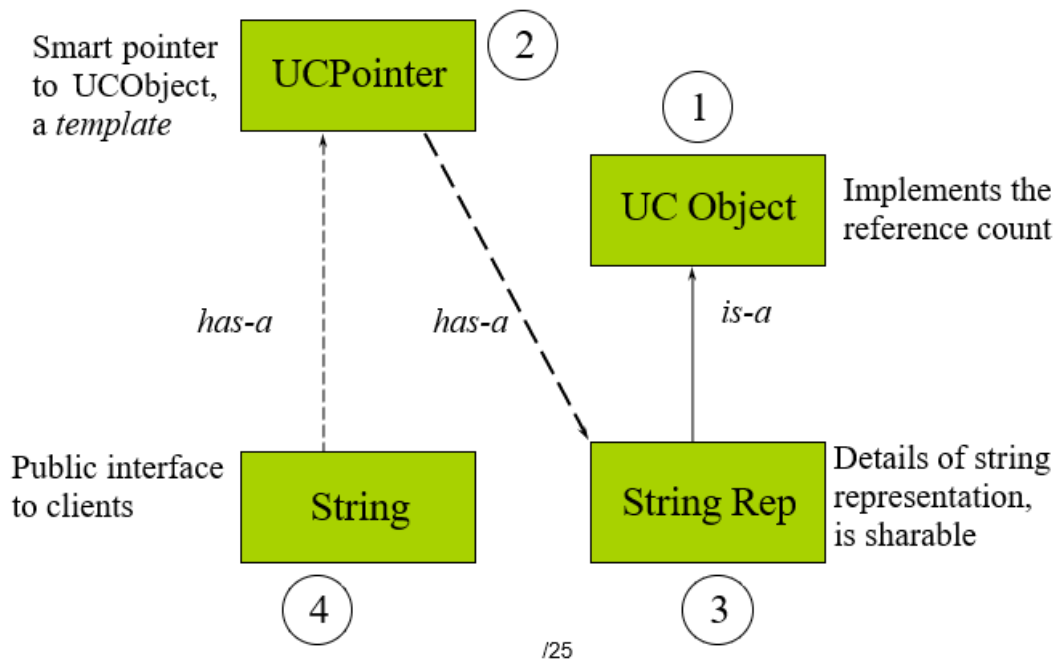 Smart pointer
to UCObject,
a template
UCPointer
2
1
UC Object
Implements the
reference count
has-a
has-a
is-a
Public interface
to clients
String
String Rep
Details of string
representation,
is sharable
4
3
/25